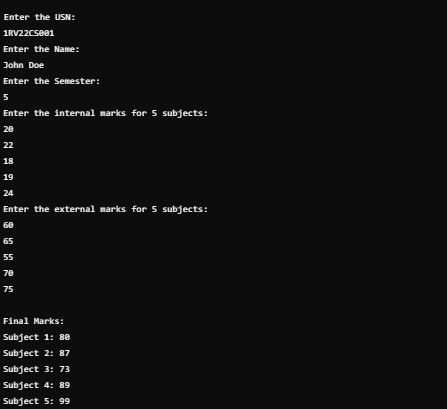 Enter the USN:
1RV22CS001
Enter the Name:
John Doe
Enter the Semester:
5
Enter the internal marks for 5 subjects:
20
22
18
19
24
Enter the external marks for 5 subjects:
60
65
55
70
75
Final Marks:
Subject 1: 80
Subject 2: 87
Subject 3: 73
Subject 4: 89
Subject 5: 99